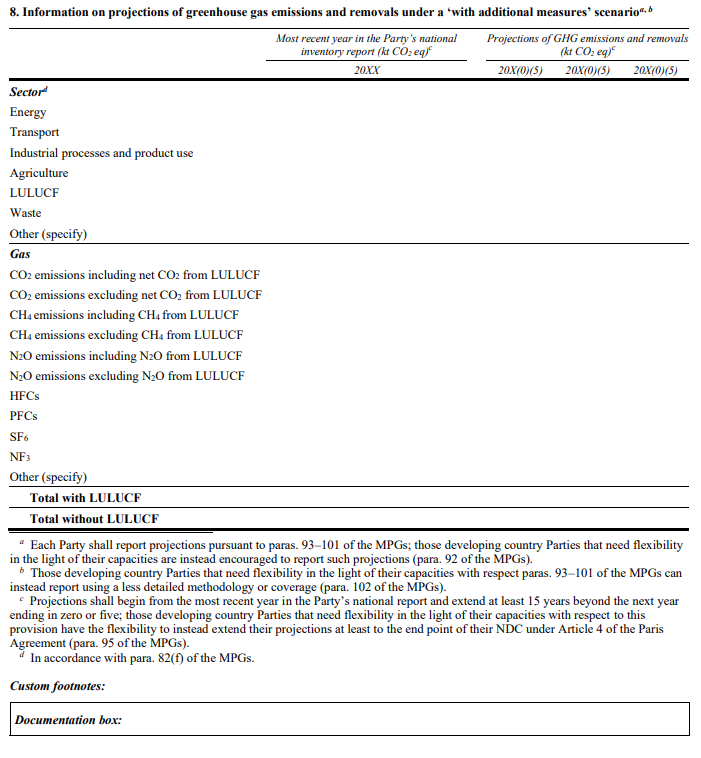 8. Information on projections of greenhouse gas emissions and removals under a ‘with additional measures’ scenarioᵃ, ᵇ
Most recent year in the Party’s national
inventory report (kt CO₂ eq)ᶜ
Projections of GHG emissions and removals
(kt CO₂ eq)ᶜ
20XX 20X(0)(5) 20X(0)(5) 20X(0)(5)
Sectorᵈ
Energy
Transport
Industrial processes and product use
Agriculture
LULUCF
Waste
Other (specify)
Gas
CO₂ emissions including net CO₂ from LULUCF
CO₂ emissions excluding net CO₂ from LULUCF
CH₄ emissions including CH₄ from LULUCF
CH₄ emissions excluding CH₄ from LULUCF
N₂O emissions including N₂O from LULUCF
N₂O emissions excluding N₂O from LULUCF
HFCs
PFCs
SF₆
NF₃
Other (specify)
Total with LULUCF
Total without LULUCF
ᵃ Each Party shall report projections pursuant to paras. 93–101 of the MPGs; those developing country Parties that need flexibility
in the light of their capacities are instead encouraged to report such projections (para. 92 of the MPGs).
ᵇ Those developing country Parties that need flexibility in the light of their capacities with respect paras. 93–101 of the MPGs can
instead report using a less detailed methodology or coverage (para. 102 of the MPGs).
ᶜ Projections shall begin from the most recent year in the Party’s national report and extend at least 15 years beyond the next year
ending in zero or five; those developing country Parties that need flexibility in the light of their capacities with respect to this
provision have the flexibility to instead extend their projections at least to the end point of their NDC under Article 4 of the Paris
Agreement (para. 95 of the MPGs).
ᵈ In accordance with para. 82(f) of the MPGs.
Custom footnotes:
Documentation box: